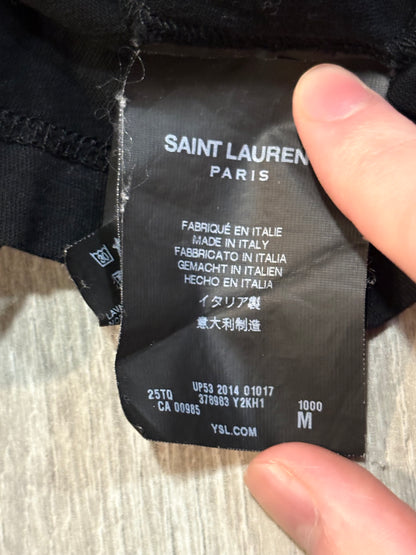 SAINT LAUREN
PARIS
FABRIQUÉ EN ITALIE
MADE IN ITALY
FABBRICATO IN ITALIA
GEMACHT IN ITALIEN
HECHO EN ITALIA
イタリア製
意大利制造
UP53 2014 01017
25TQ 378983 Y2KH1 1000
CA 00985 M
YSL.COM